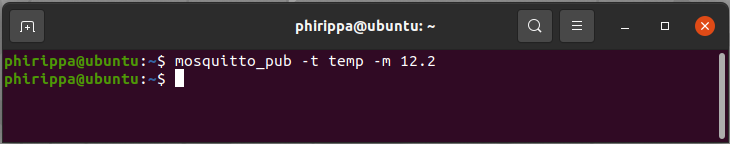 phirippa@ubuntu: ~
phirippa@ubuntu:~$ mosquitto_pub -t temp -m 12.2
phirippa@ubuntu:~$